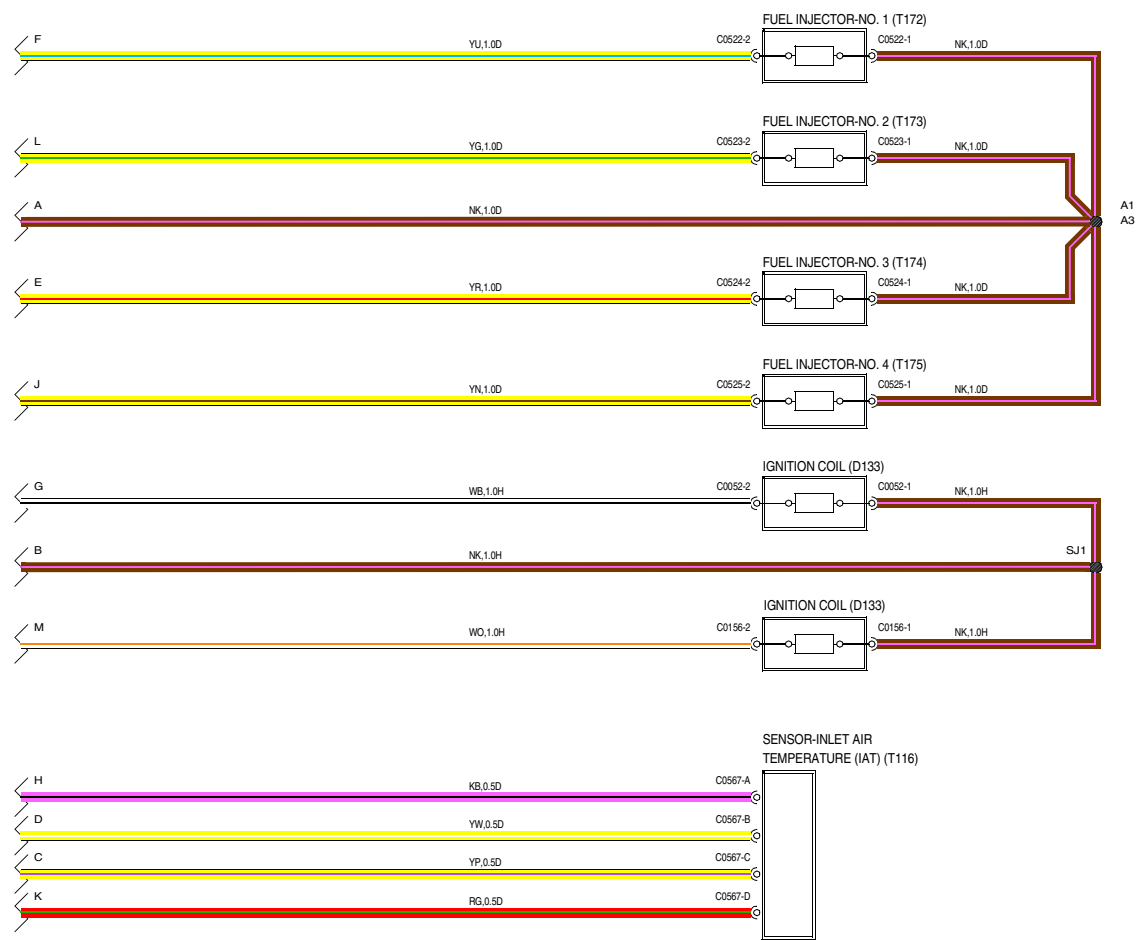 FUEL INJECTOR-NO. 1 (T172)
F YU,1.0D C0522-2 C0522-1 NK,1.0D
FUEL INJECTOR-NO. 2 (T173)
L YG,1.0D C0523-2 C0523-1 NK,1.0D
A NK,1.0D A1
A3
FUEL INJECTOR-NO. 3 (T174)
E YR,1.0D C0524-2 C0524-1 NK,1.0D
FUEL INJECTOR-NO. 4 (T175)
J YN,1.0D C0525-2 C0525-1 NK,1.0D
IGNITION COIL (D133)
G WB,1.0H C0052-2 C0052-1 NK,1.0H
B NK,1.0H SJ1
IGNITION COIL (D133)
M WO,1.0H C0156-2 C0156-1 NK,1.0H
SENSOR-INLET AIR
TEMPERATURE (IAT) (T116)
H KB,0.5D C0567-A
D YW,0.5D C0567-B
C YP,0.5D C0567-C
K RG,0.5D C0567-D